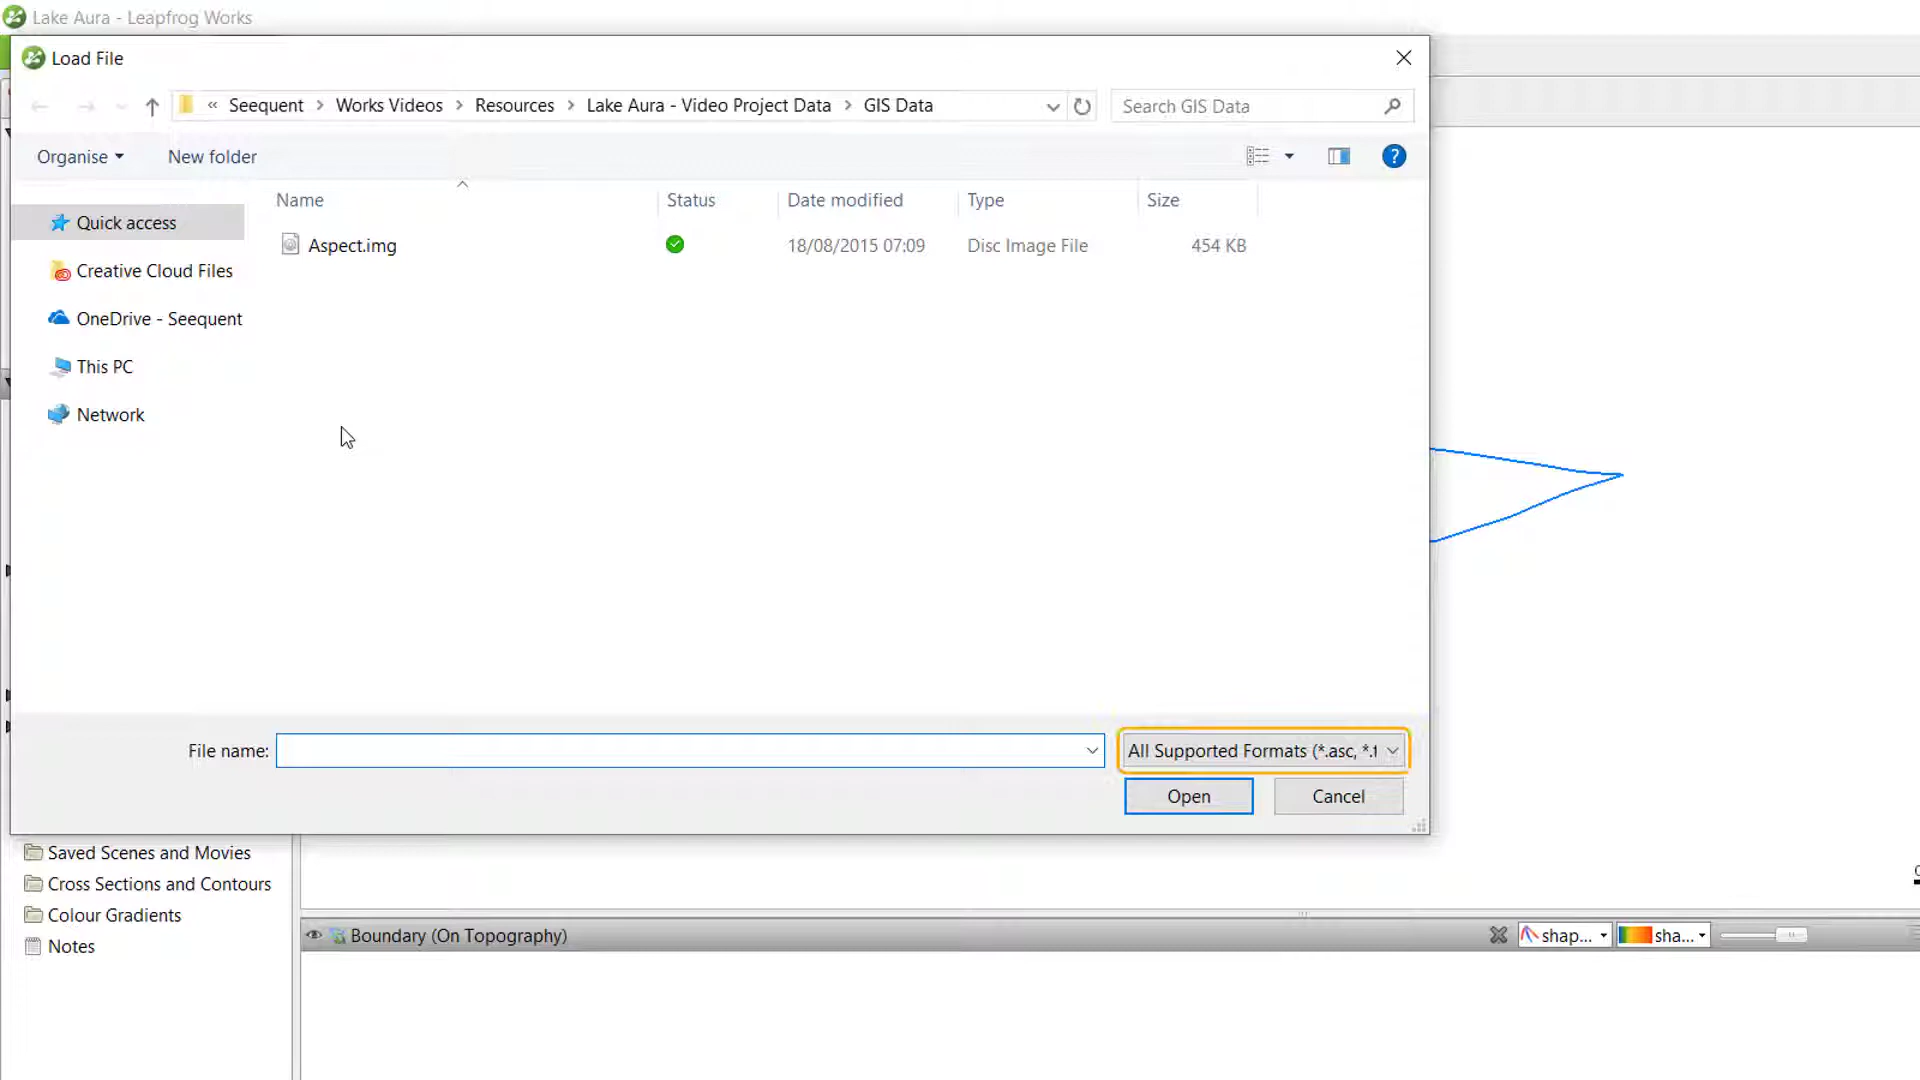 Lake Aura - Leapfrog Works
Load File
« Seequent > Works Videos > Resources > Lake Aura - Video Project Data > GIS Data
Search GIS Data
Organise New folder
?
Name Status Date modified Type Size
Aspect.img 18/08/2015 07:09 Disc Image File 454 KB
Quick access
Creative Cloud Files
OneDrive - Seequent
This PC
Network
File name:
All Supported Formats (*.asc, *.t
Open Cancel
Saved Scenes and Movies
Cross Sections and Contours
Colour Gradients
Notes
Boundary (On Topography) shap... sha...